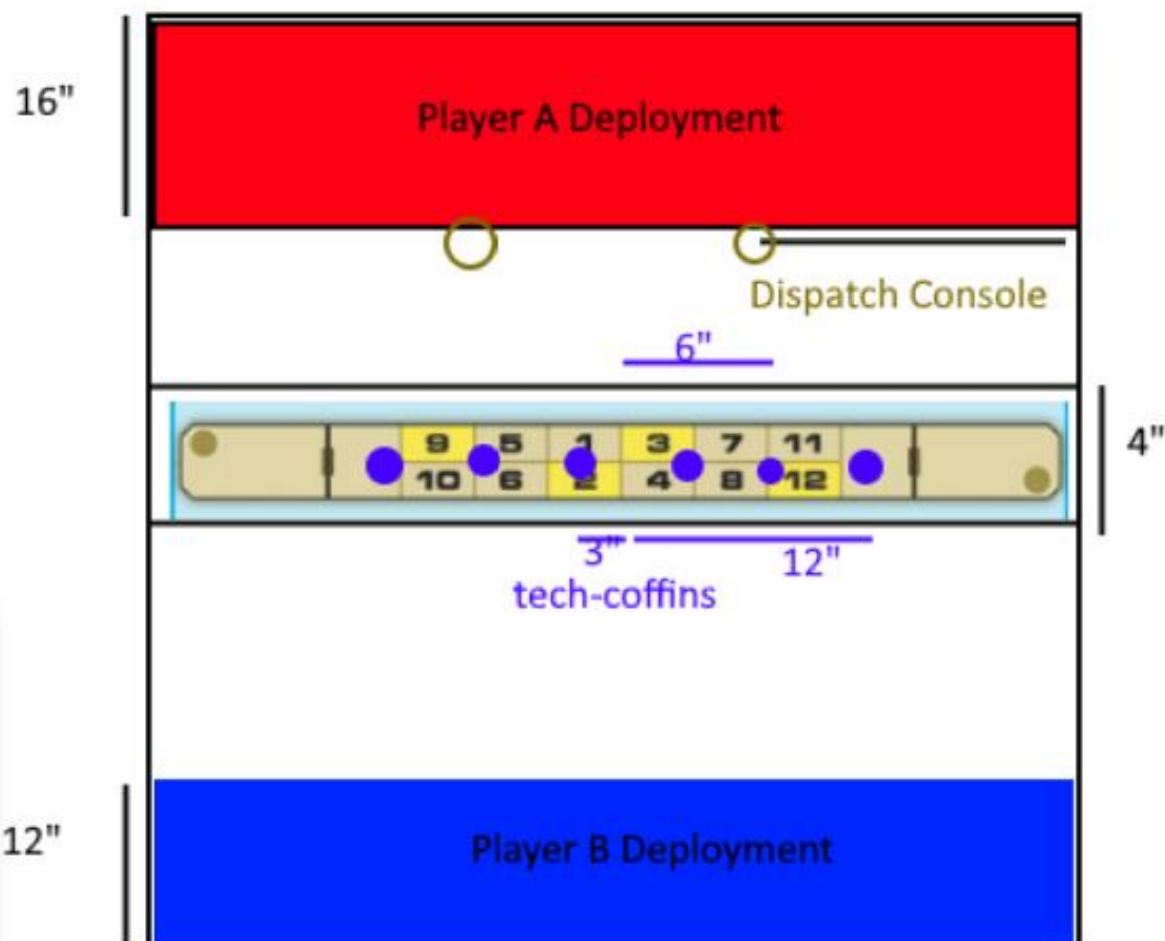 16"
Player A Deployment
Dispatch Console
6"
9 5 1 3 7 11
10 6 2 4 8 12
4"
3" 12"
tech-coffins
12"
Player B Deployment